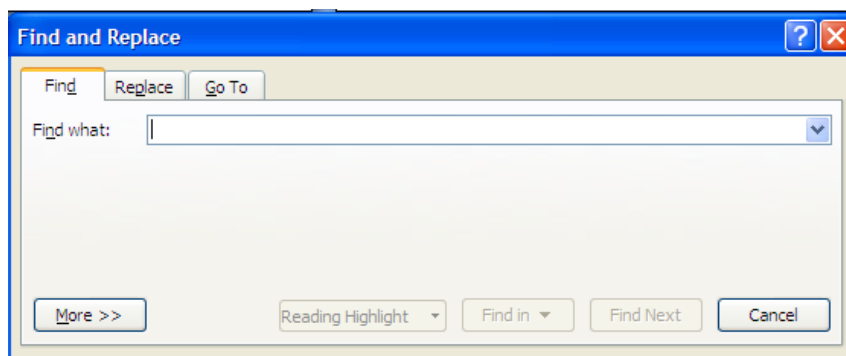 Find and Replace
Find Replace Go To
Find what:
More >> Reading Highlight Find in Find Next Cancel